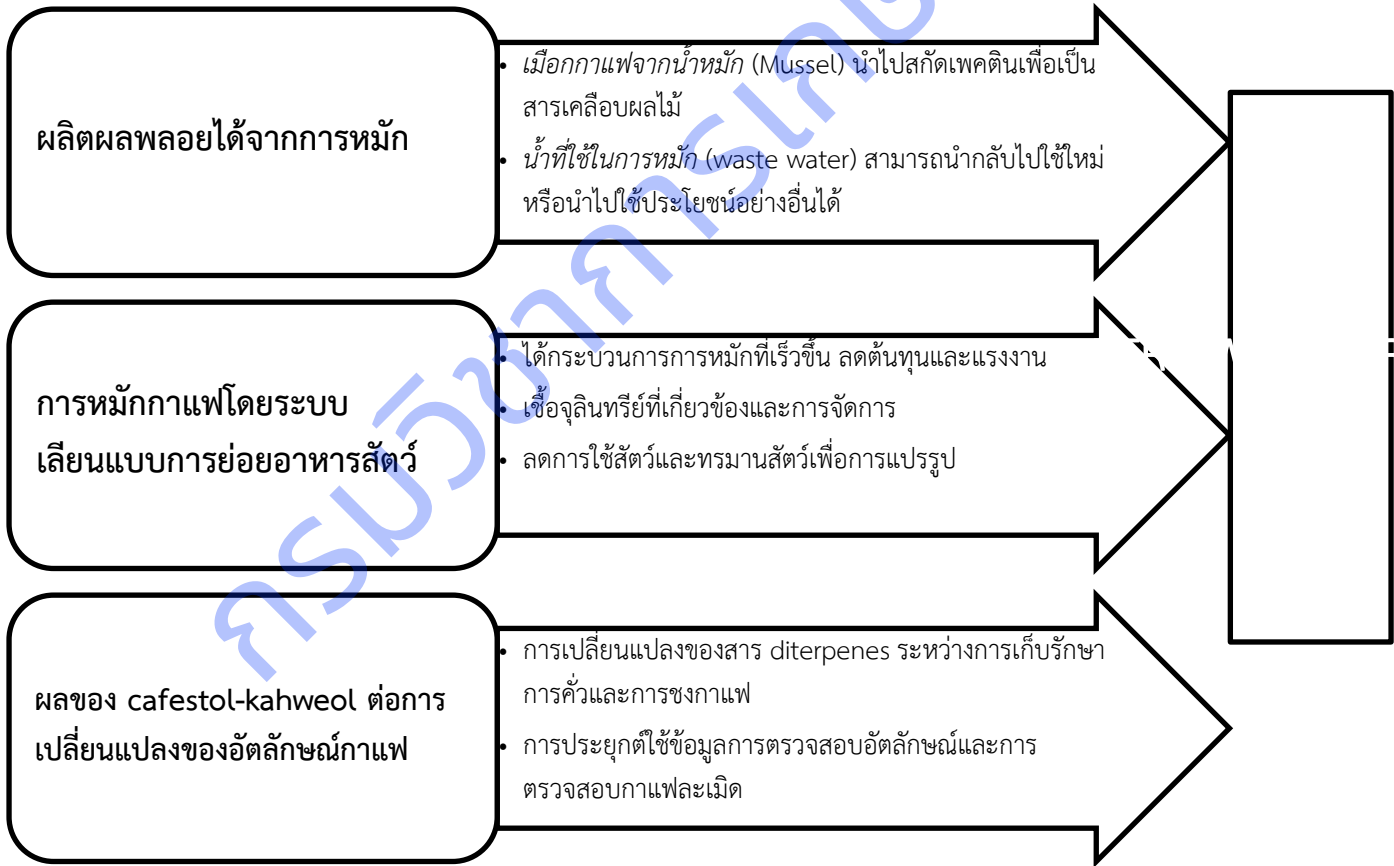 ผลิตผลพลอยได้จากการหมัก
• เมือกกาแฟจากน้ำหมัก (Mussel) นำไปสกัดเพคตินเพื่อเป็น
สารเคลือบผลไม้
• น้ำที่ใช้ในการหมัก (waste water) สามารถนำกลับไปใช้ใหม่
หรือนำไปใช้ประโยชน์อย่างอื่นได้
การหมักกาแฟโดยระบบ
เลียนแบบการย่อยอาหารสัตว์
• ได้กระบวนการการหมักที่เร็วขึ้น ลดต้นทุนและแรงงาน
• เชื้อจุลินทรีย์ที่เกี่ยวข้องและการจัดการ
• ลดการใช้สัตว์และทรมานสัตว์เพื่อการแปรรูป
ผลของ cafestol-kahweol ต่อการ
เปลี่ยนแปลงของอัตลักษณ์กาแฟ
• การเปลี่ยนแปลงของสาร diterpenes ระหว่างการเก็บรักษา
การคั่วและการชงกาแฟ
• การประยุกต์ใช้ข้อมูลการตรวจสอบอัตลักษณ์และการ
ตรวจสอบกาแฟละเมิด
กรมวิชาการเกษ